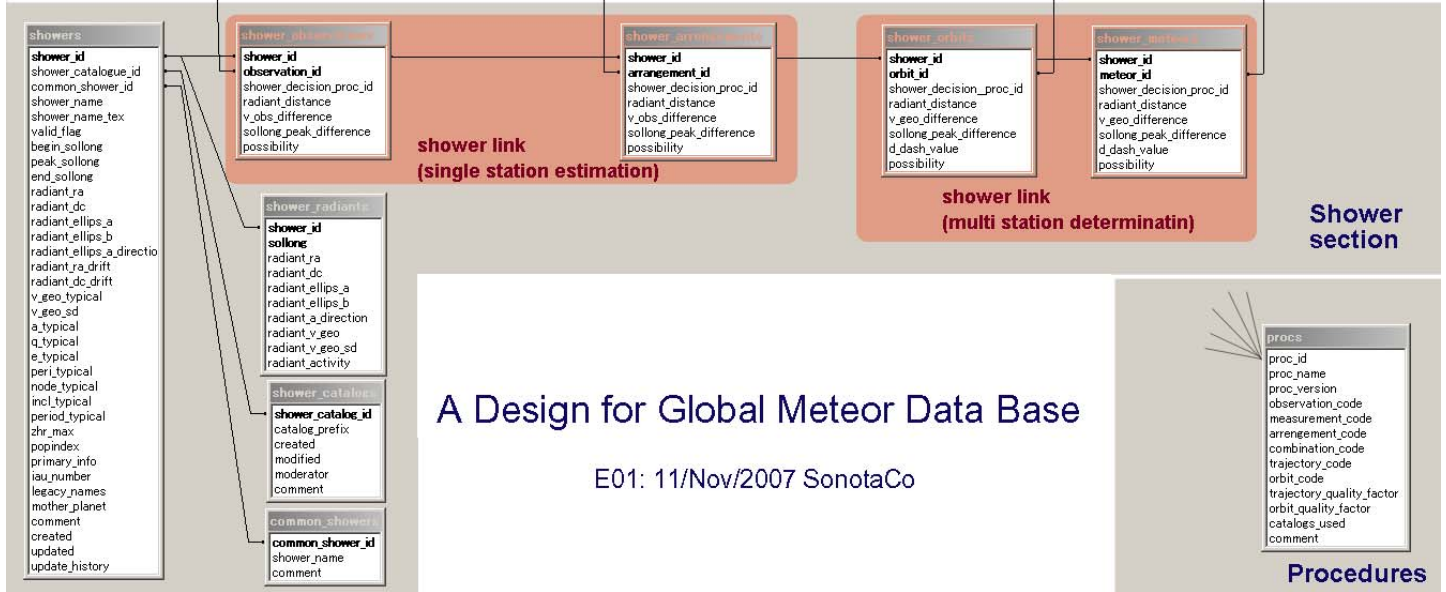 showers
shower_id
shower_catalogue_id
common_shower_id
shower_name
shower_name_tex
valid_flag
begin_sollong
peak_sollong
end_sollong
radiant_ra
radiant_dc
radiant_ellips_a
radiant_ellips_b
radiant_ellips_a_directio
radiant_ra_drift
radiant_dc_drift
v_geo_typical
v_geo_sd
a_typical
q_typical
e_typical
peri_typical
node_typical
incl_typical
period_typical
zhr_max
popindex
primary_info
iau_number
legacy_names
mother_planet
comment
created
updated
update_history
shower_id
observation_id
shower_decision_proc_id
radiant_distance
v_obs_difference
sollong_peak_difference
possibility
shower_arrangements
shower_id
arrangement_id
shower_decision_proc_id
radiant_distance
v_obs_difference
sollong_peak_difference
possibility
shower link
(single station estimation)
shower_orbits
shower_id
orbit_id
shower_decision__proc_id
radiant_distance
v_geo_difference
sollong_peak_difference
d_dash_value
possibility
shower_meteors
shower_id
meteor_id
shower_decision_proc_id
radiant_distance
v_geo_difference
sollong_peak_difference
d_dash_value
possibility
shower link
(multi station determinatin)
Shower
section
shower_radiants
shower_id
sollong
radiant_ra
radiant_dc
radiant_ellips_a
radiant_ellips_b
radiant_a_direction
radiant_v_geo
radiant_v_geo_sd
radiant_activity
shower_catalogs
shower_catalog_id
catalog_prefix
created
modified
moderator
comment
common_showers
common_shower_id
shower_name
comment
A Design for Global Meteor Data Base
E01: 11/Nov/2007 SonotaCo
procs
proc_id
proc_name
proc_version
observation_code
measurement_code
arrengement_code
combination_code
trajectory_code
orbit_code
trajectory_quality_factor
orbit_quality_factor
catalogs_used
comment
Procedures